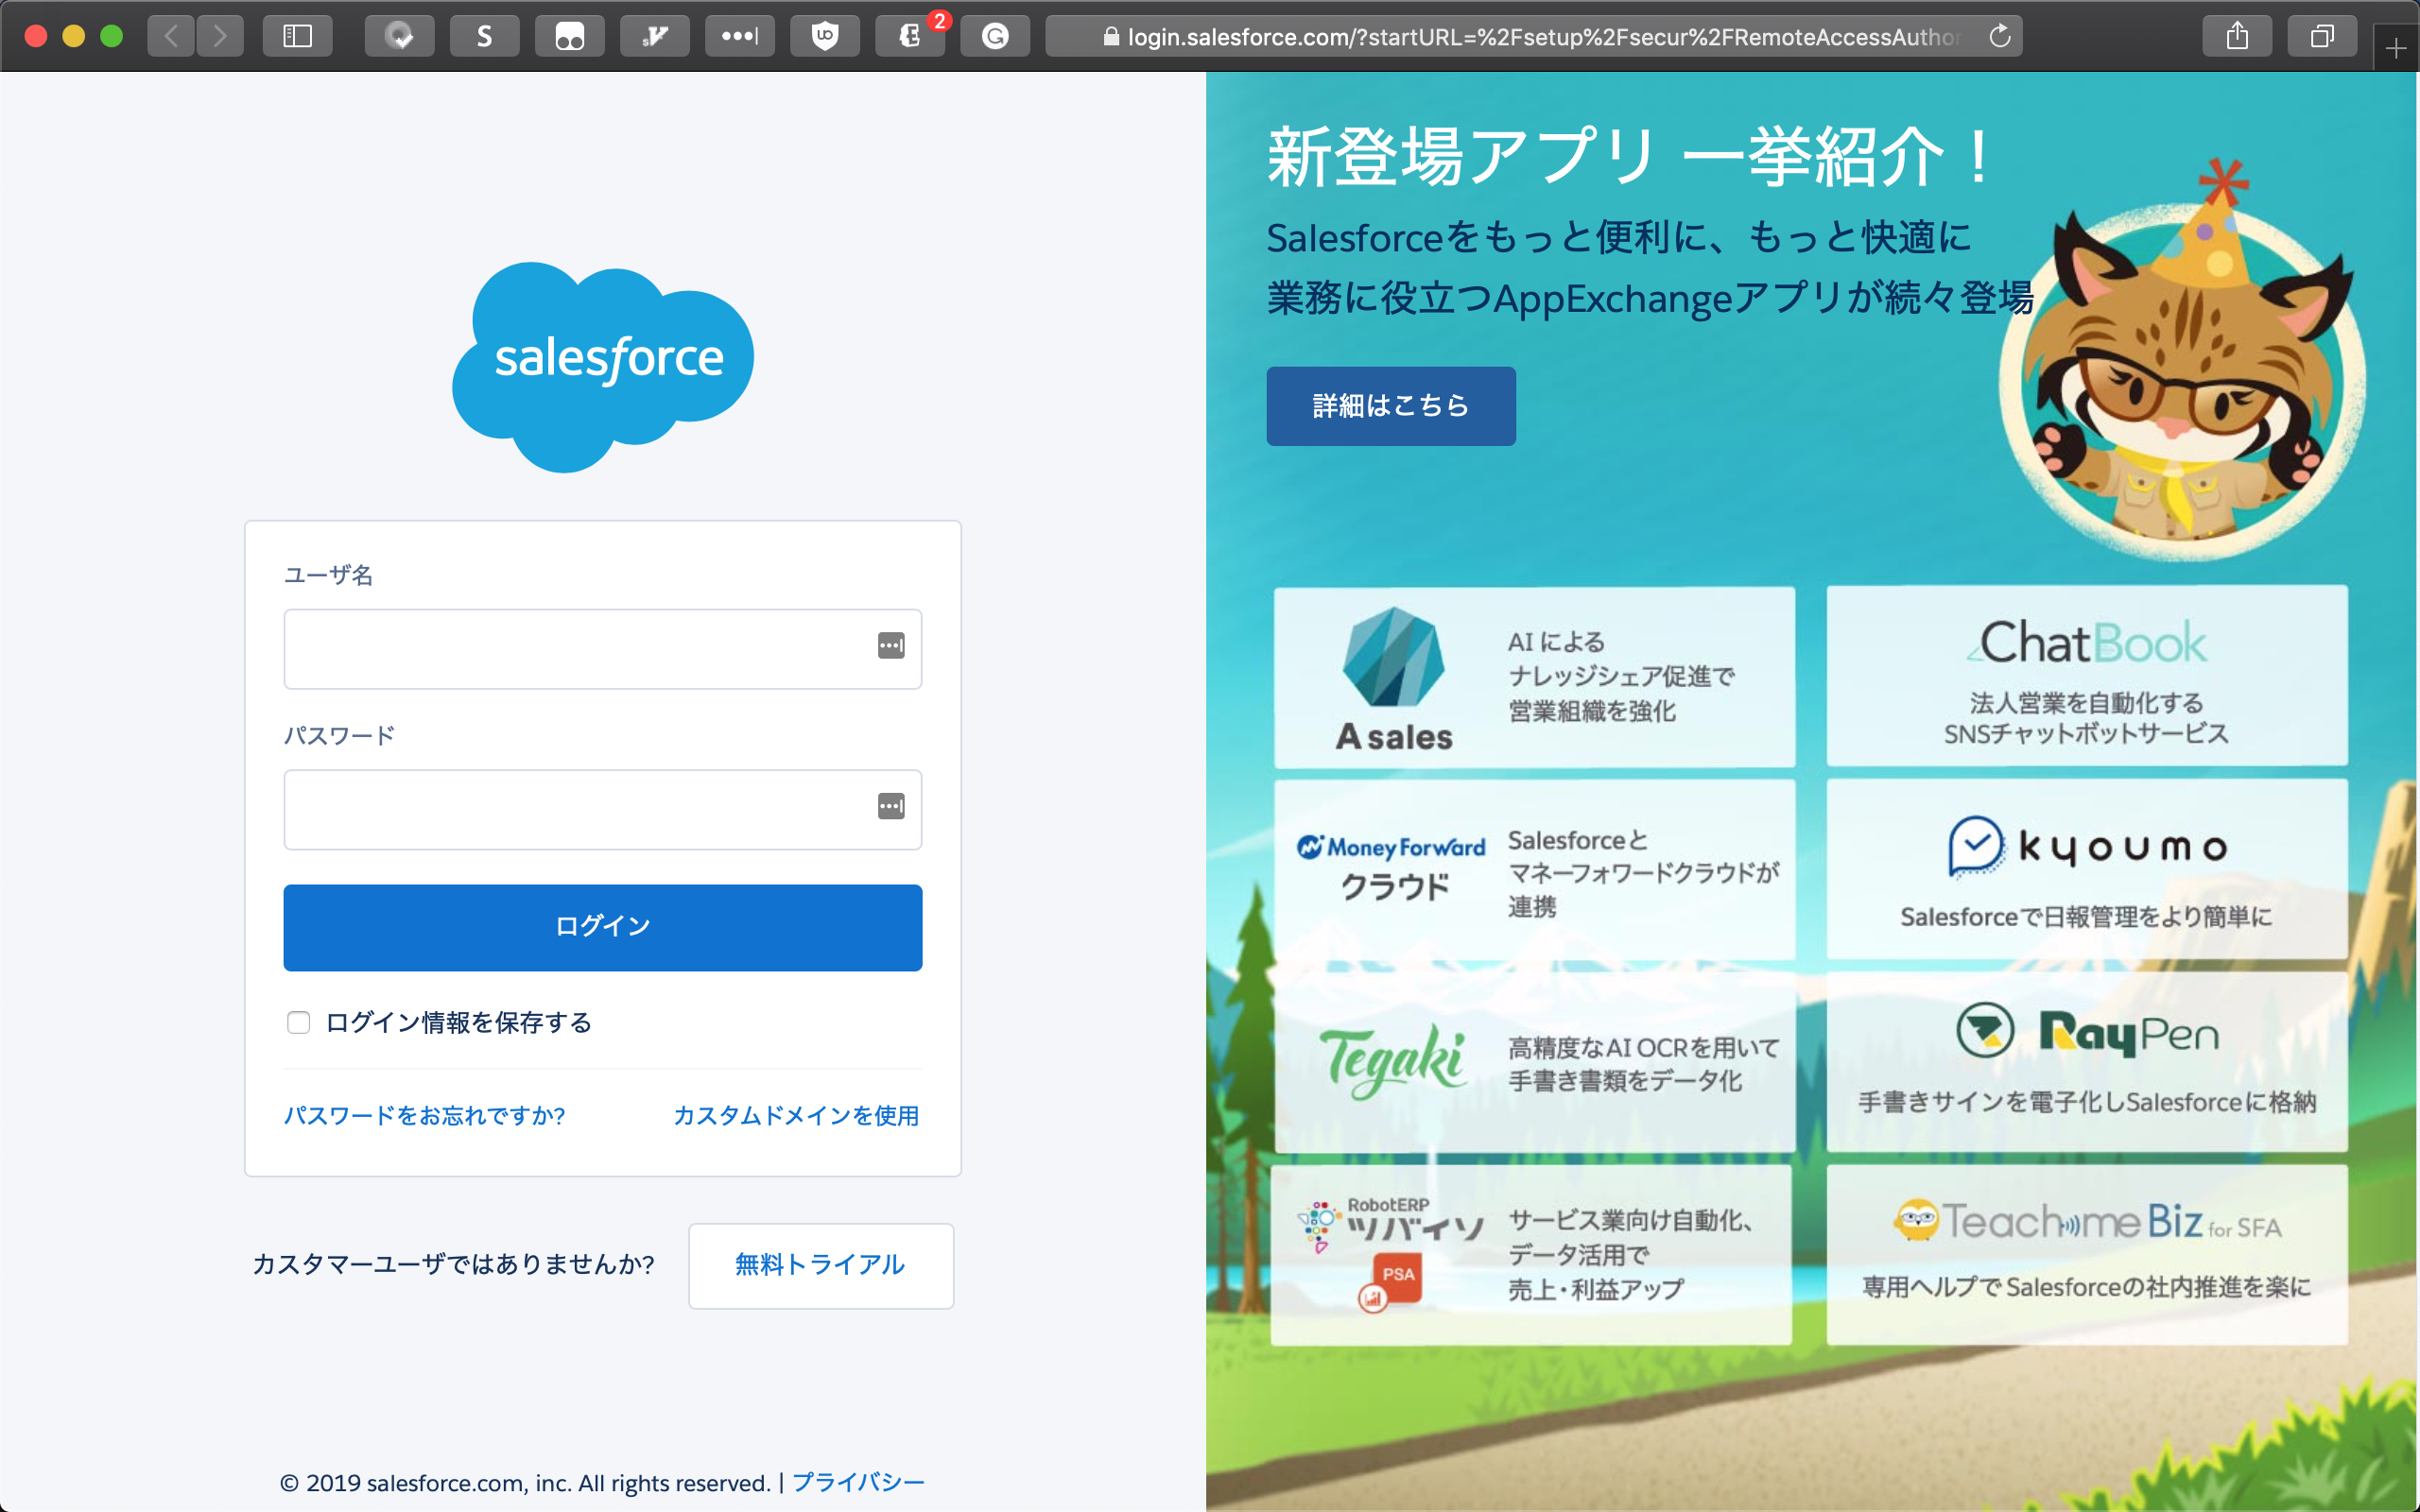 S
2
login.salesforce.com/?startURL=%2Fsetup%2Fsecur%2FRemoteAccessAuthor
salesforce
ユーザ名
パスワード
ログイン
ログイン情報を保存する
パスワードをお忘れですか?
カスタムドメインを使用
カスタマーユーザではありませんか?
無料トライアル
© 2019 salesforce.com, inc. All rights reserved. | プライバシー
新登場アプリ 一挙紹介！
Salesforceをもっと便利に、もっと快適に
業務に役立つAppExchangeアプリが続々登場
詳細はこちら
A sales
AI による
ナレッジシェア促進で
営業組織を強化
ChatBook
法人営業を自動化する
SNSチャットボットサービス
Money Forward
クラウド
Salesforceと
マネーフォワードクラウドが
連携
kyoumo
Salesforceで日報管理をより簡単に
Tegaki
高精度なAI OCRを用いて
手書き書類をデータ化
RayPen
手書きサインを電子化しSalesforceに格納
RobotERP
ツバイソ
PSA
サービス業向け自動化、
データ活用で
売上・利益アップ
Teachme Biz for SFA
専用ヘルプで Salesforceの社内推進を楽に